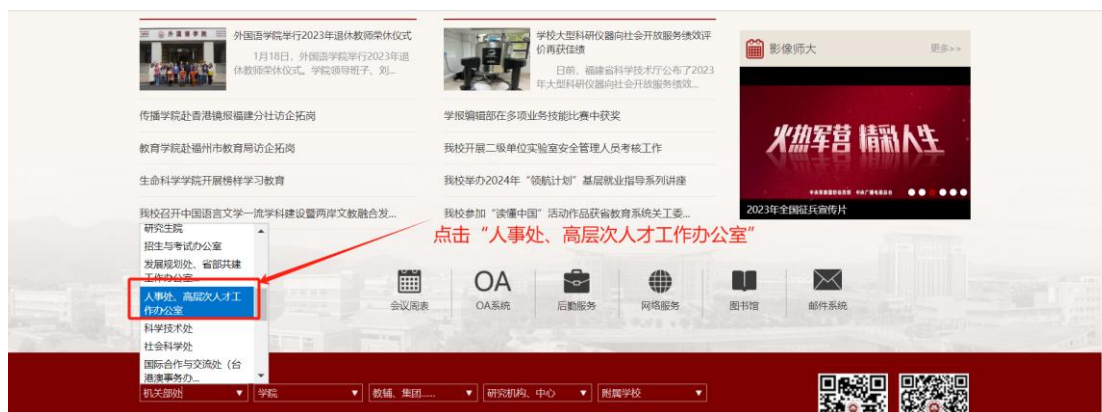 外国语学院举行2023年退休教师荣休仪式
1月18日，外国语学院举行2023年退
休教师荣休仪式。学院领导班子、刘...
传播学院赴香港镜报福建分社访企拓岗
教育学院赴福州市教育局访企拓岗
生命科学学院开展榜样学习教育
我校召开中国语言文学一流学科建设暨两岸文教融合发...
学校大型科研仪器向社会开放服务绩效评
价再获佳绩
日前，福建省科学技术厅公布了2023
年大型科研仪器向社会开放服务绩效...
学报编辑部在多项业务技能比赛中获奖
我校开展二级单位实验室安全管理人员考核工作
我校举办2024年“领航计划”基层就业指导系列讲座
我校参加“读懂中国”活动作品获省教育系统关工委...
影像师大
更多>>
火热军营 精彩人生
2023年全国征兵宣传片
点击“人事处、高层次人才工作办公室”
研究生院
招生与考试办公室
发展规划处、省部共建
工作办公室...
人事处、高层次人才工
作办公室
科学技术处
社会科学处
国际合作与交流处（台
港澳事务办...
会议周表
OA
OA系统
后勤服务
网络服务
图书馆
邮件系统
机关部处
学院
教辅、集团......
研究机构、中心
附属学校